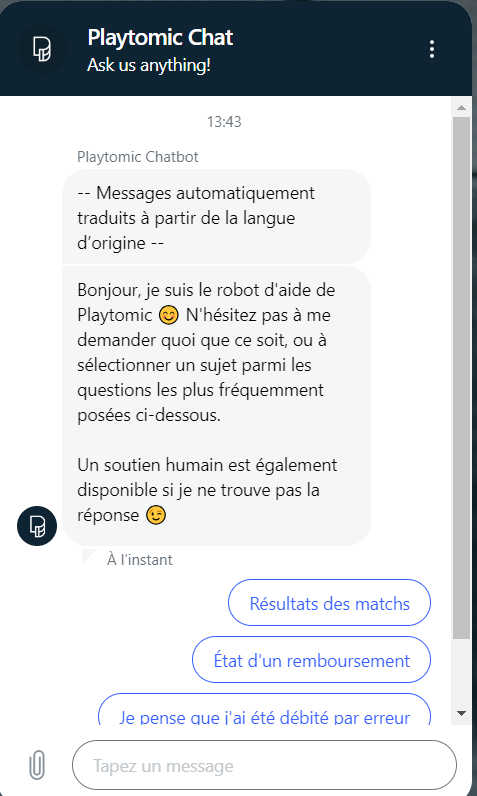 Playtomic Chat
Ask us anything!
13:43
Playtomic Chatbot
-- Messages automatiquement
traduits à partir de la langue
d’origine --
Bonjour, je suis le robot d'aide de
Playtomic 😊 N'hésitez pas à me
demander quoi que ce soit, ou à
sélectionner un sujet parmi les
questions les plus fréquemment
posées ci-dessous.
Un soutien humain est également
disponible si je ne trouve pas la
réponse 😉
À l’instant
Résultats des matchs
État d'un remboursement
Je pense que j'ai été débité par erreur
Tapez un message